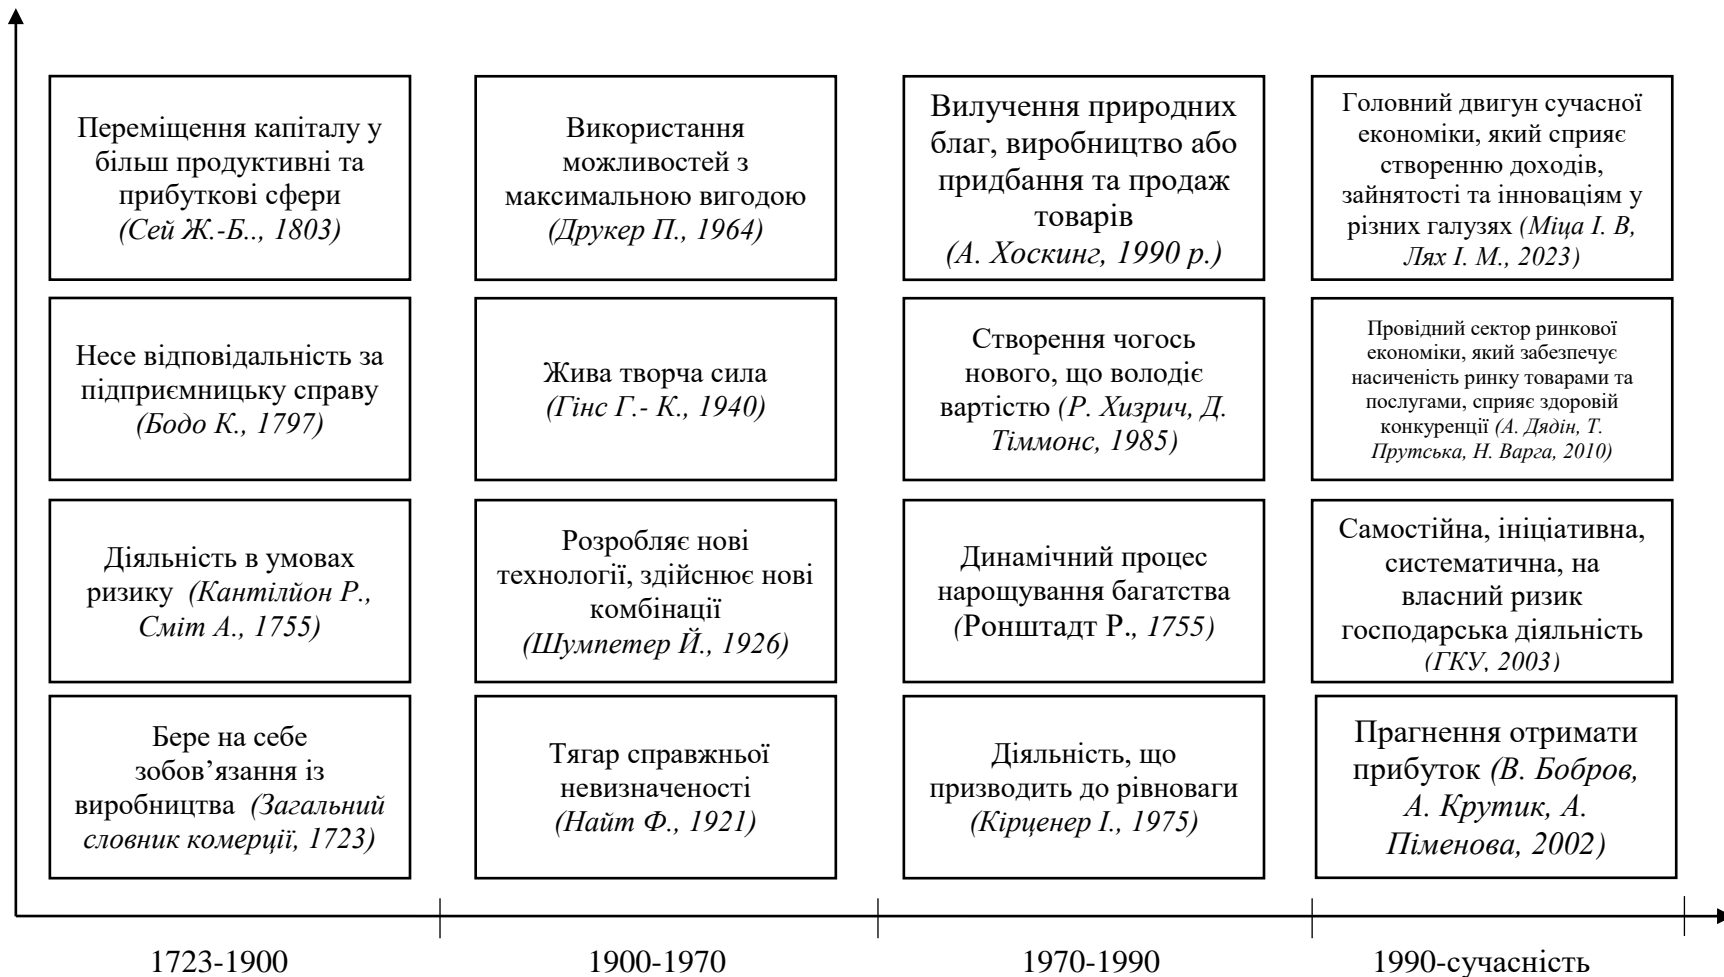 Переміщення капіталу у
більш продуктивні та
прибуткові сфери
(Сей Ж.-Б.., 1803)
Використання
можливостей з
максимальною вигодою
(Друкер П., 1964)
Вилучення природних
благ, виробництво або
придбання та продаж
товарів
(А. Хоскинг, 1990 р.)
Головний двигун сучасної
економіки, який сприяє
створенню доходів,
зайнятості та інноваціям у
різних галузях (Міца І. В,
Лях І. М., 2023)
Несе відповідальність за
підприємницьку справу
(Бодо К., 1797)
Жива творча сила
(Гінс Г.- К., 1940)
Створення чогось
нового, що володіє
вартістю (Р. Хизрич, Д.
Тіммонс, 1985)
Провідний сектор ринкової
економіки, який забезпечує
насиченість ринку товарами та
послугами, сприяє здоровій
конкуренції (А. Дядін, Т.
Прутська, Н. Варга, 2010)
Діяльність в умовах
ризику (Кантілйон Р.,
Сміт А., 1755)
Розробляє нові
технології, здійснює нові
комбінації
(Шумпетер Й., 1926)
Динамічний процес
нарощування багатства
(Ронштадт Р., 1755)
Самостійна, ініціативна,
систематична, на
власний ризик
господарська діяльність
(ГКУ, 2003)
Бере на себе
зобов’язання із
виробництва (Загальний
словник комерції, 1723)
Тягар справжньої
невизначеності
(Найт Ф., 1921)
Діяльність, що
призводить до рівноваги
(Кірценер І., 1975)
Прагнення отримати
прибуток (В. Бобров,
А. Крутик, А.
Піменова, 2002)
1723-1900
1900-1970
1970-1990
1990-сучасність